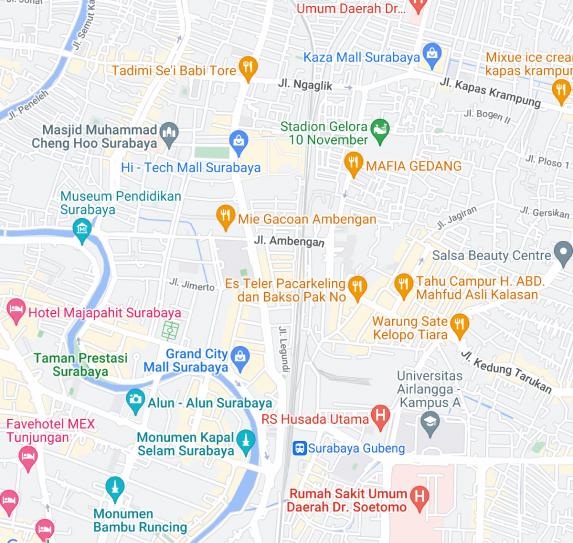 Umum Daerah Dr...
Jl. Semut Ka
Kaza Mall Surabaya
Mixue ice crea
kapas krampun
Tadimi Se'i Babi Tore
Jl. Ngaglik
Jl. Kapas Krampung
Jl. Peneleh
Jl. Bogen II
Masjid Muhammad
Cheng Hoo Surabaya
Stadion Gelora
10 November
Hi - Tech Mall Surabaya
MAFIA GEDANG
Jl. Ploso 1
Museum Pendidikan
Surabaya
Mie Gacoan Ambengan
Jl. Jagiran
Jl. Gersikan
Jl. Ambengan
Salsa Beauty Centre
Jl. Jimerto
Es Teler Pacarkeling
dan Bakso Pak No
Tahu Campur H. ABD.
Mahfud Asli Kalasan
Hotel Majapahit Surabaya
Warung Sate
Kelopo Tiara
Jl. Legundi
Taman Prestasi
Surabaya
Grand City
Mall Surabaya
Jl. Kedung Tarukan
Universitas
Airlangga -
Kampus A
Alun - Alun Surabaya
RS Husada Utama
Favehotel MEX
Tunjungan
Monumen Kapal
Selam Surabaya
Surabaya Gubeng
Rumah Sakit Umum
Daerah Dr. Soetomo
Monumen
Bambu Runcing